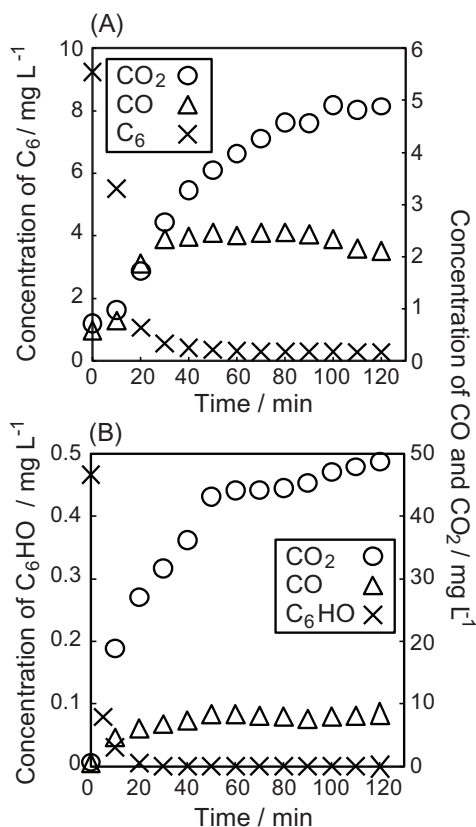 (A)
Concentration of C₆ / mg L⁻¹
10
8
6
4
2
0
CO₂
CO
C₆
6
5
4
3
2
1
0
0 20 40 60 80 100 120
Time / min
Concentration of CO and CO₂ / mg L⁻¹
(B)
Concentration of C₆HO / mg L⁻¹
0.5
0.4
0.3
0.2
0.1
0
CO₂
CO
C₆HO
50
40
30
20
10
0
0 20 40 60 80 100 120
Time / min